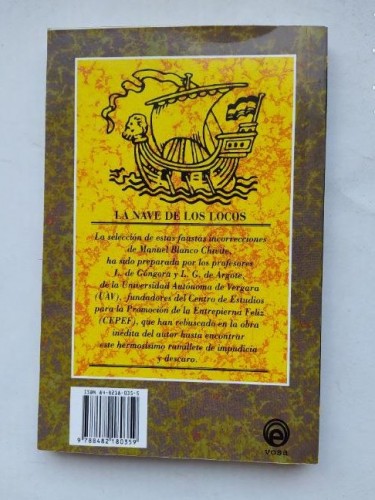 LA NAVE DE LOS LOCOS
La selección de estas faustas incorrecciones
de Manuel Blanco Chivite,
ha sido preparada por los profesores
J. de Góngora y L. G. de Argote,
de la Universidad Autónoma de Vergara
(UAV), fundadores del Centro de Estudios
para la Promoción de la Entrepierna Feliz
(CEPEF), que han rebuscado en la obra
inédita del autor hasta encontrar
este hermosísimo ramillete de impudicia
y descaro.
ISBN 84-8218-035-5
9 788482 180359
e
vosa